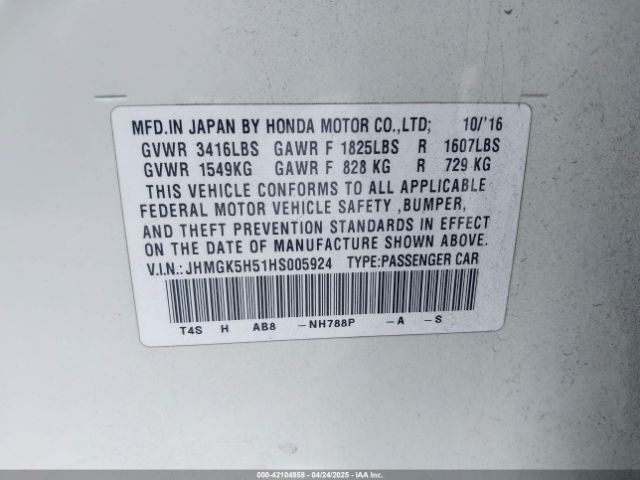 MFD.IN JAPAN BY HONDA MOTOR CO.,LTD; 10/'16
GVWR 3416LBS GAWR F 1825LBS R 1607LBS
GVWR 1549KG GAWR F 828 KG R 729 KG
THIS VEHICLE CONFORMS TO ALL APPLICABLE
FEDERAL MOTOR VEHICLE SAFETY ,BUMPER,
AND THEFT PREVENTION STANDARDS IN EFFECT
ON THE DATE OF MANUFACTURE SHOWN ABOVE.
V.I.N.:JHMGK5H51HS005924 TYPE:PASSENGER CAR
T4S H AB8 -NH788P -A -S
000-42104958 - 04/24/2025 - IAAI.COM